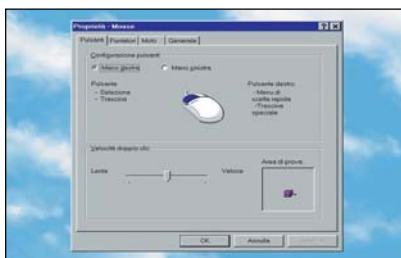 Proprietà - Mouse
Pulsanti Puntatori Moto Generale
Configurazione pulsanti
Mano destra Mano sinistra
Pulsante
- Seleziona
- Trascina
Pulsante destro:
- Menu di
scelta rapida
- Trascina
speciale
Velocità doppio clic
Lenta Veloce
Area di prova:
OK Annulla